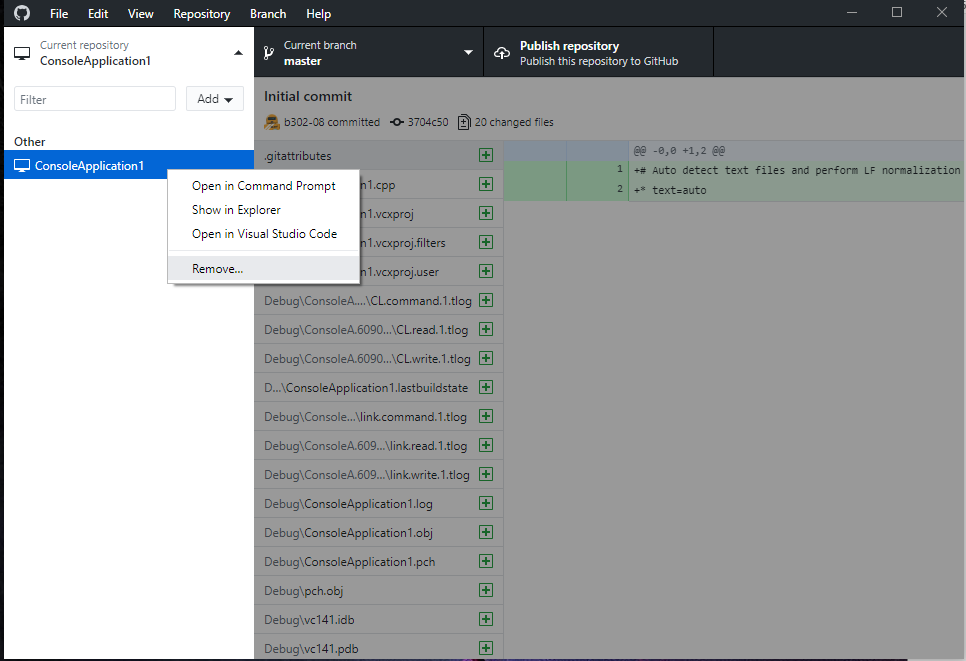 File Edit View Repository Branch Help
Current repository
ConsoleApplication1
Current branch
master
Publish repository
Publish this repository to GitHub
Filter
Add
Other
ConsoleApplication1
Open in Command Prompt
Show in Explorer
Open in Visual Studio Code
Remove...
Initial commit
b302-08 committed 3704c50 20 changed files
.gitattributes
n1.cpp
n1.vcxproj
n1.vcxproj.filters
n1.vcxproj.user
Debug\ConsoleA....\CL.command.1.tlog
Debug\ConsoleA.6090...\CL.read.1.tlog
Debug\ConsoleA.6090...\CL.write.1.tlog
D...\ConsoleApplication1.lastbuildstate
Debug\Console...\link.command.1.tlog
Debug\ConsoleA.609...\link.read.1.tlog
Debug\ConsoleA.609...\link.write.1.tlog
Debug\ConsoleApplication1.log
Debug\ConsoleApplication1.obj
Debug\ConsoleApplication1.pch
Debug\pch.obj
Debug\vc141.idb
Debug\vc141.pdb
@@ -0,0 +1,2 @@
1 +# Auto detect text files and perform LF normalization
2 +* text=auto